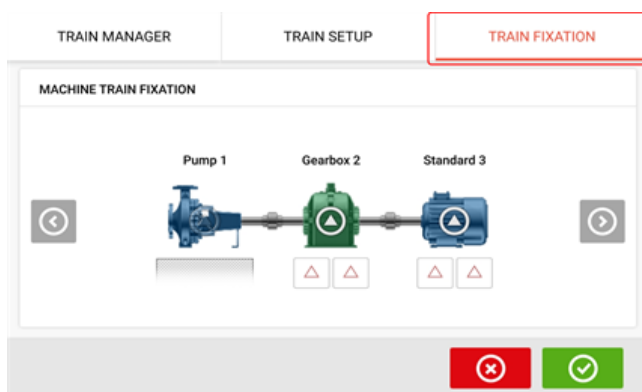 TRAIN MANAGER TRAIN SETUP TRAIN FIXATION
MACHINE TRAIN FIXATION
Pump 1 Gearbox 2 Standard 3